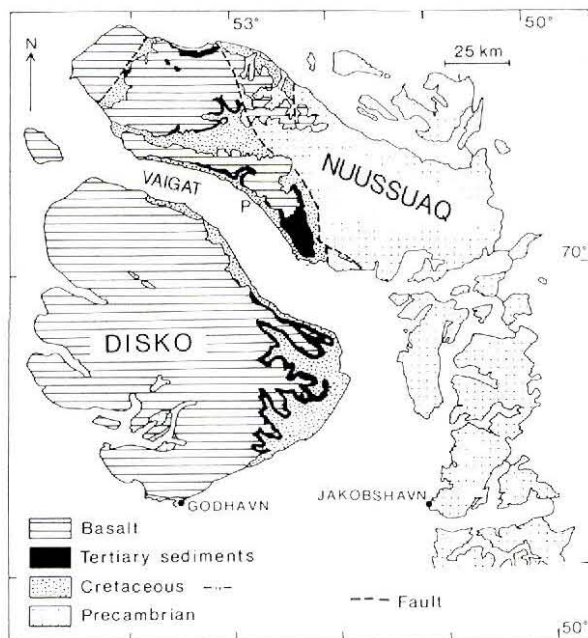 53° 50°
N
25 km
NUUSSUAQ
VAIGAT
P
70°
DISKO
GODHAVN
JAKOBSHAVN
Basalt
Tertiary sediments
Cretaceous -··-
Precambrian
Fault
50°